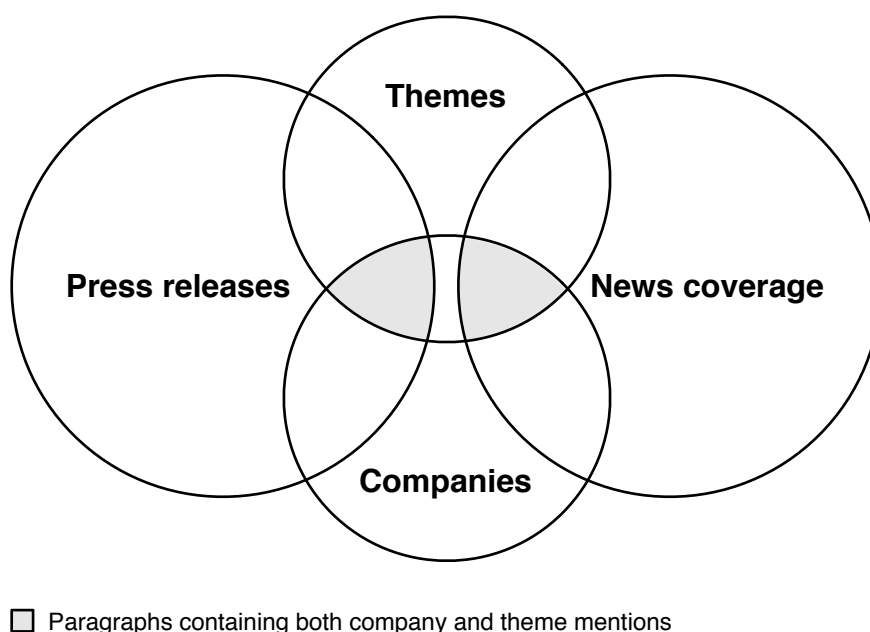 Themes
Press releases
News coverage
Companies
Paragraphs containing both company and theme mentions